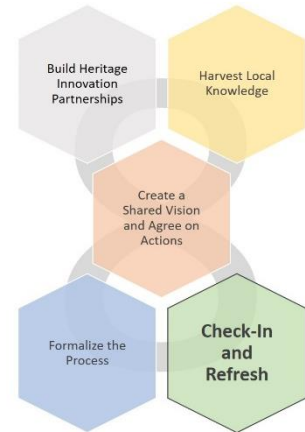 Build Heritage
Innovation
Partnerships
Harvest Local
Knowledge
Create a
Shared Vision
and Agree on
Actions
Formalize the
Process
Check-In
and
Refresh